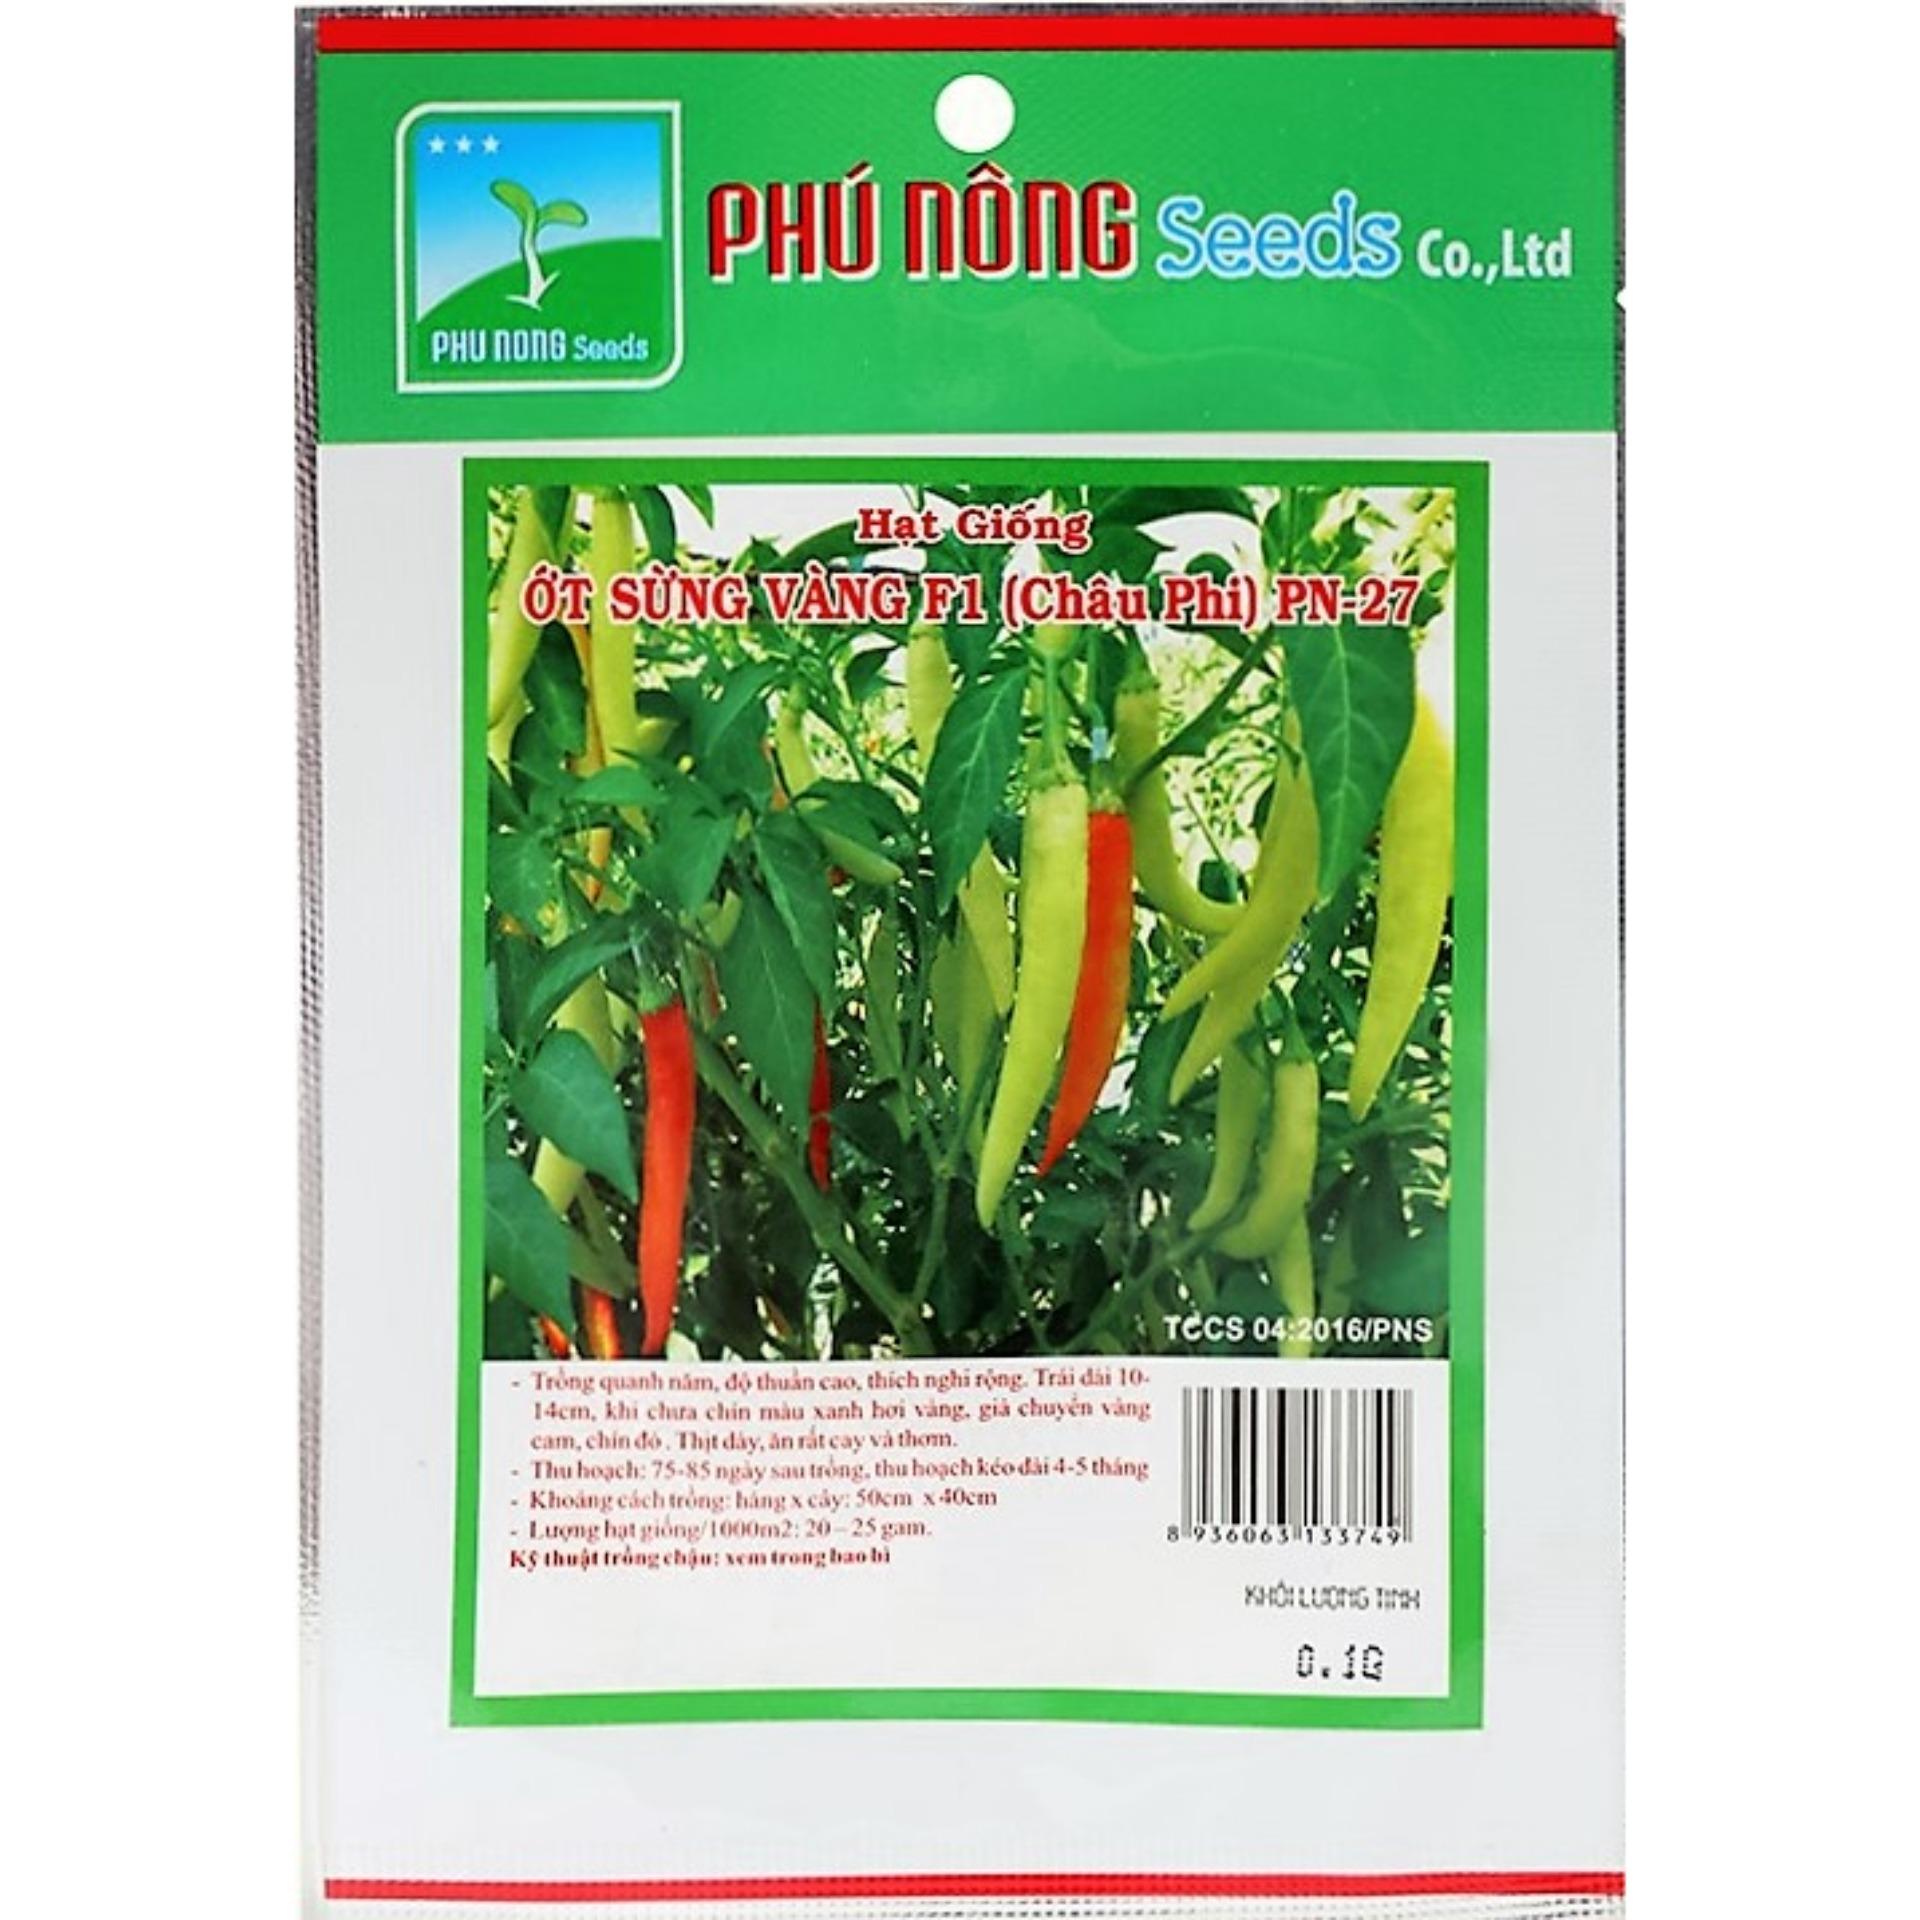 PHÚ NÔNG Seeds Co.,Ltd
PHU NONG Seeds
Hạt Giống
ỚT SỪNG VÀNG F1 (Châu Phi) PN-27
TCCS 04:2016/PNS
- Trồng quanh năm, độ thuần cao, thích nghi rộng. Trái dài 10-
14cm, khi chưa chín màu xanh hơi vàng, già chuyển vàng
cam, chín đỏ . Thịt dày, ăn rất cay và thơm.
- Thu hoạch: 75-85 ngày sau trồng, thu hoạch kéo dài 4-5 tháng
- Khoảng cách trồng: hàng x cây: 50cm x 40cm
- Lượng hạt giống/1000m2: 20 – 25 gam.
Kỹ thuật trồng chậu: xem trong bao bì
8 936063 133749
KHỐI LƯỢNG TỊNH
0.1G